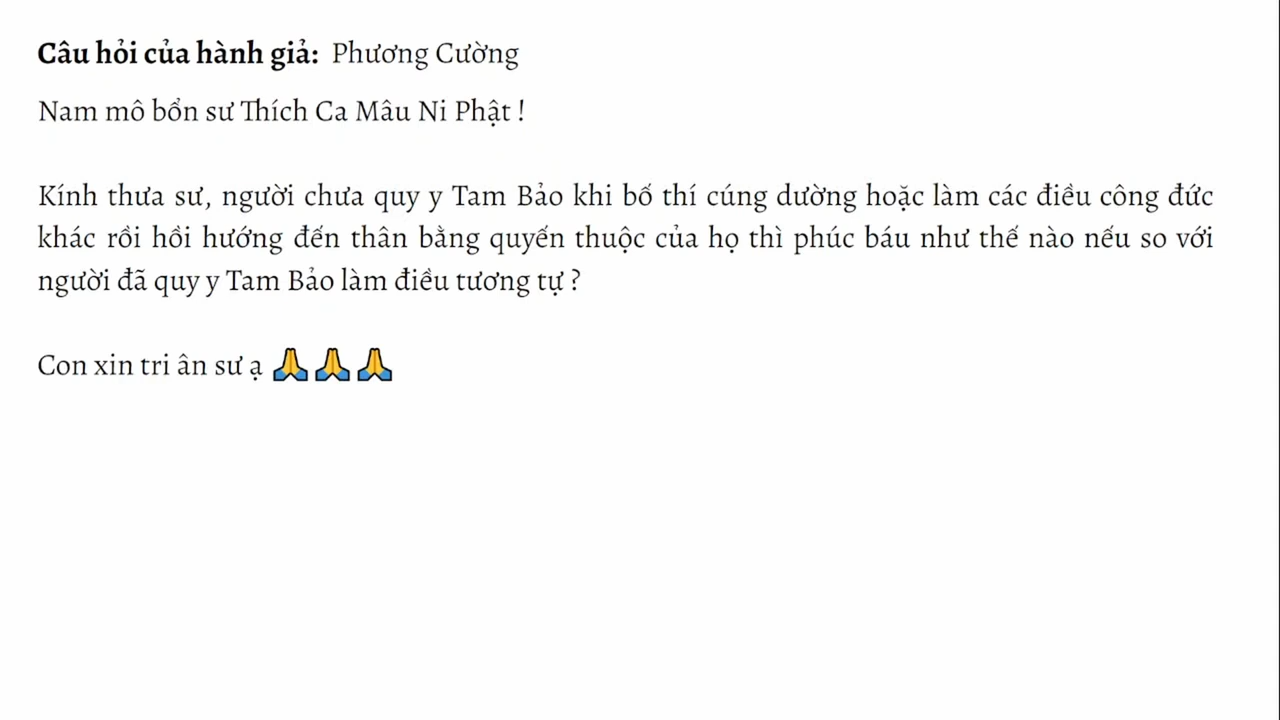 Câu hỏi của hành giả: Phương Cường
Nam mô bổn sư Thích Ca Mâu Ni Phật !
Kính thưa sư, người chưa quy y Tam Bảo khi bố thí cúng dường hoặc làm các điều công đức
khác rồi hồi hướng đến thân bằng quyến thuộc của họ thì phúc báu như thế nào nếu so với
người đã quy y Tam Bảo làm điều tương tự ?
Con xin tri ân sư ạ 🙏🙏🙏